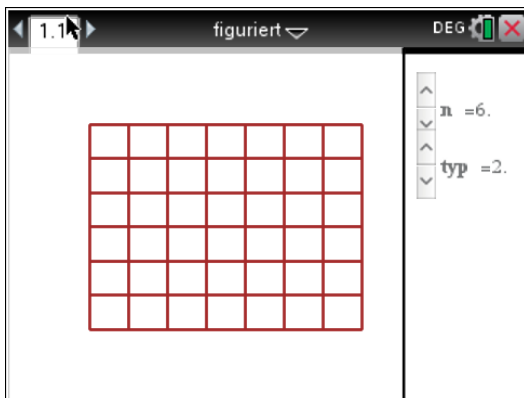 1.1 figuriert DEG
n =6.
typ =2.